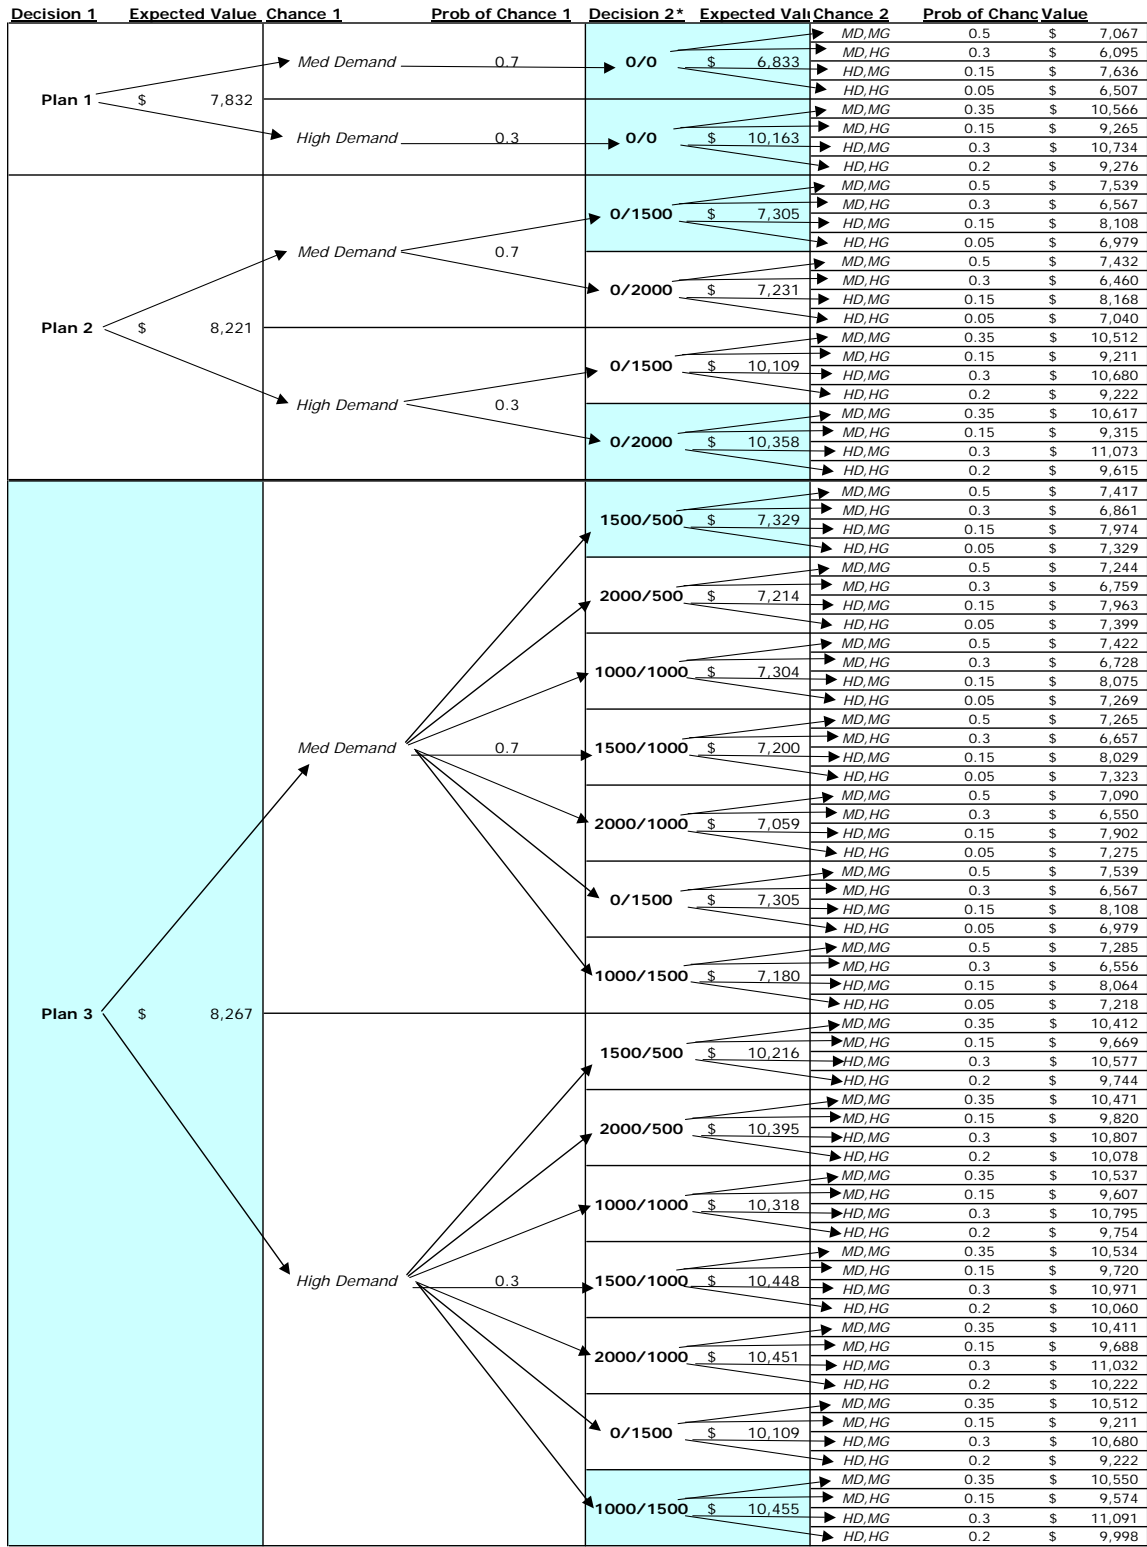 Decision 1 Expected Value Chance 1 Prob of Chance 1 Decision 2* Expected Valu Chance 2 Prob of Chanc Value
MD,MG 0.5 $ 7,067
MD,HG 0.3 $ 6,095
Med Demand 0.7 0/0 $ 6,833
HD,MG 0.15 $ 7,636
HD,HG 0.05 $ 6,507
Plan 1 $ 7,832
MD,MG 0.35 $ 10,566
MD,HG 0.15 $ 9,265
High Demand 0.3 0/0 $ 10,163
HD,MG 0.3 $ 10,734
HD,HG 0.2 $ 9,276
MD,MG 0.5 $ 7,539
MD,HG 0.3 $ 6,567
0/1500 $ 7,305
HD,MG 0.15 $ 8,108
HD,HG 0.05 $ 6,979
Med Demand 0.7
MD,MG 0.5 $ 7,432
MD,HG 0.3 $ 6,460
0/2000 $ 7,231
HD,MG 0.15 $ 8,168
HD,HG 0.05 $ 7,040
Plan 2 $ 8,221
MD,MG 0.35 $ 10,512
MD,HG 0.15 $ 9,211
0/1500 $ 10,109
HD,MG 0.3 $ 10,680
HD,HG 0.2 $ 9,222
High Demand 0.3
MD,MG 0.35 $ 10,617
MD,HG 0.15 $ 9,315
0/2000 $ 10,358
HD,MG 0.3 $ 11,073
HD,HG 0.2 $ 9,615
MD,MG 0.5 $ 7,417
MD,HG 0.3 $ 6,861
1500/500 $ 7,329
HD,MG 0.15 $ 7,974
HD,HG 0.05 $ 7,329
MD,MG 0.5 $ 7,244
MD,HG 0.3 $ 6,759
2000/500 $ 7,214
HD,MG 0.15 $ 7,963
HD,HG 0.05 $ 7,399
MD,MG 0.5 $ 7,422
MD,HG 0.3 $ 6,728
1000/1000 $ 7,304
HD,MG 0.15 $ 8,075
HD,HG 0.05 $ 7,269
MD,MG 0.5 $ 7,265
MD,HG 0.3 $ 6,657
Med Demand 0.7 1500/1000 $ 7,200
HD,MG 0.15 $ 8,029
HD,HG 0.05 $ 7,323
MD,MG 0.5 $ 7,090
MD,HG 0.3 $ 6,550
2000/1000 $ 7,059
HD,MG 0.15 $ 7,902
HD,HG 0.05 $ 7,275
MD,MG 0.5 $ 7,539
MD,HG 0.3 $ 6,567
0/1500 $ 7,305
HD,MG 0.15 $ 8,108
HD,HG 0.05 $ 6,979
MD,MG 0.5 $ 7,285
MD,HG 0.3 $ 6,556
1000/1500 $ 7,180
HD,MG 0.15 $ 8,064
HD,HG 0.05 $ 7,218
Plan 3 $ 8,267
MD,MG 0.35 $ 10,412
MD,HG 0.15 $ 9,669
1500/500 $ 10,216
HD,MG 0.3 $ 10,577
HD,HG 0.2 $ 9,744
MD,MG 0.35 $ 10,471
MD,HG 0.15 $ 9,820
2000/500 $ 10,395
HD,MG 0.3 $ 10,807
HD,HG 0.2 $ 10,078
MD,MG 0.35 $ 10,537
MD,HG 0.15 $ 9,607
1000/1000 $ 10,318
HD,MG 0.3 $ 10,795
HD,HG 0.2 $ 9,754
MD,MG 0.35 $ 10,534
MD,HG 0.15 $ 9,720
High Demand 0.3 1500/1000 $ 10,448
HD,MG 0.3 $ 10,971
HD,HG 0.2 $ 10,060
MD,MG 0.35 $ 10,411
MD,HG 0.15 $ 9,688
2000/1000 $ 10,451
HD,MG 0.3 $ 11,032
HD,HG 0.2 $ 10,222
MD,MG 0.35 $ 10,512
MD,HG 0.15 $ 9,211
0/1500 $ 10,109
HD,MG 0.3 $ 10,680
HD,HG 0.2 $ 9,222
MD,MG 0.35 $ 10,550
MD,HG 0.15 $ 9,574
1000/1500 $ 10,455
HD,MG 0.3 $ 11,091
HD,HG 0.2 $ 9,998